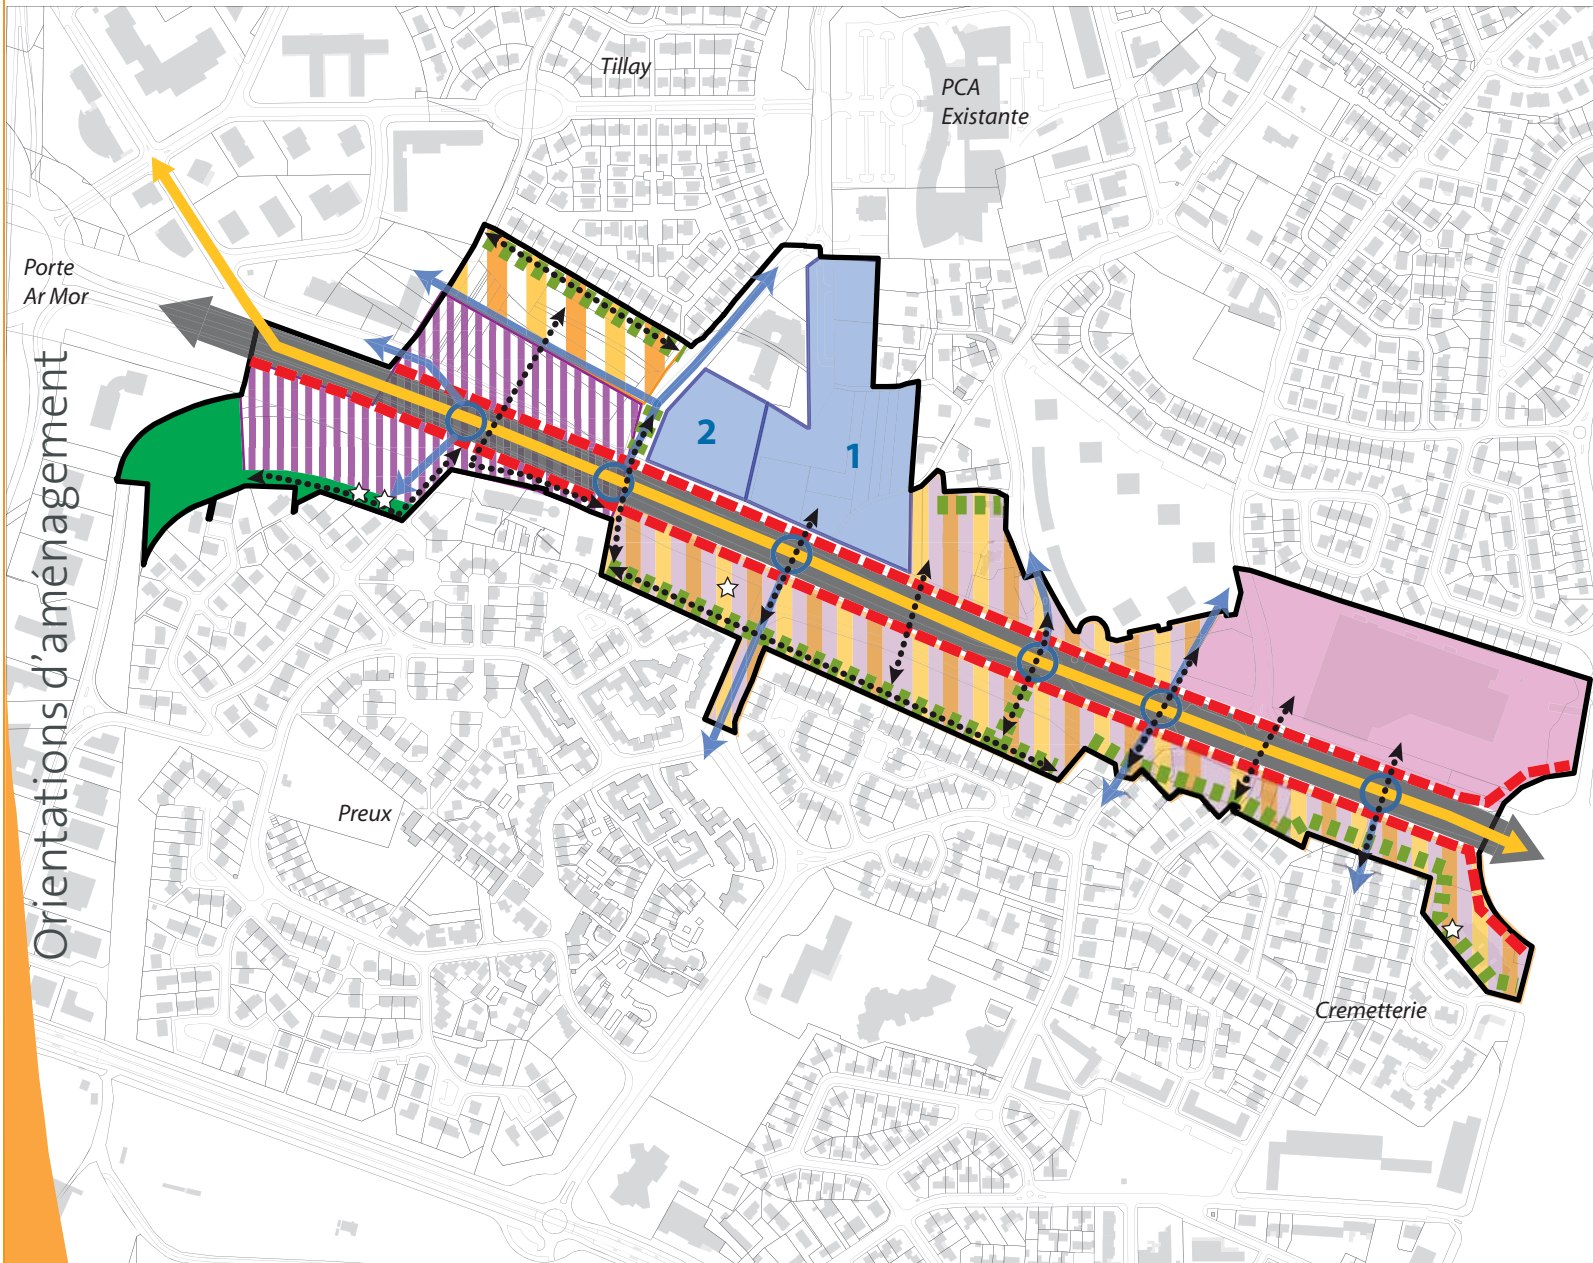 Tillay
PCA
Existante
Porte
Ar Mor
2
1
Orientations d'aménagement
Preux
Cremetterie